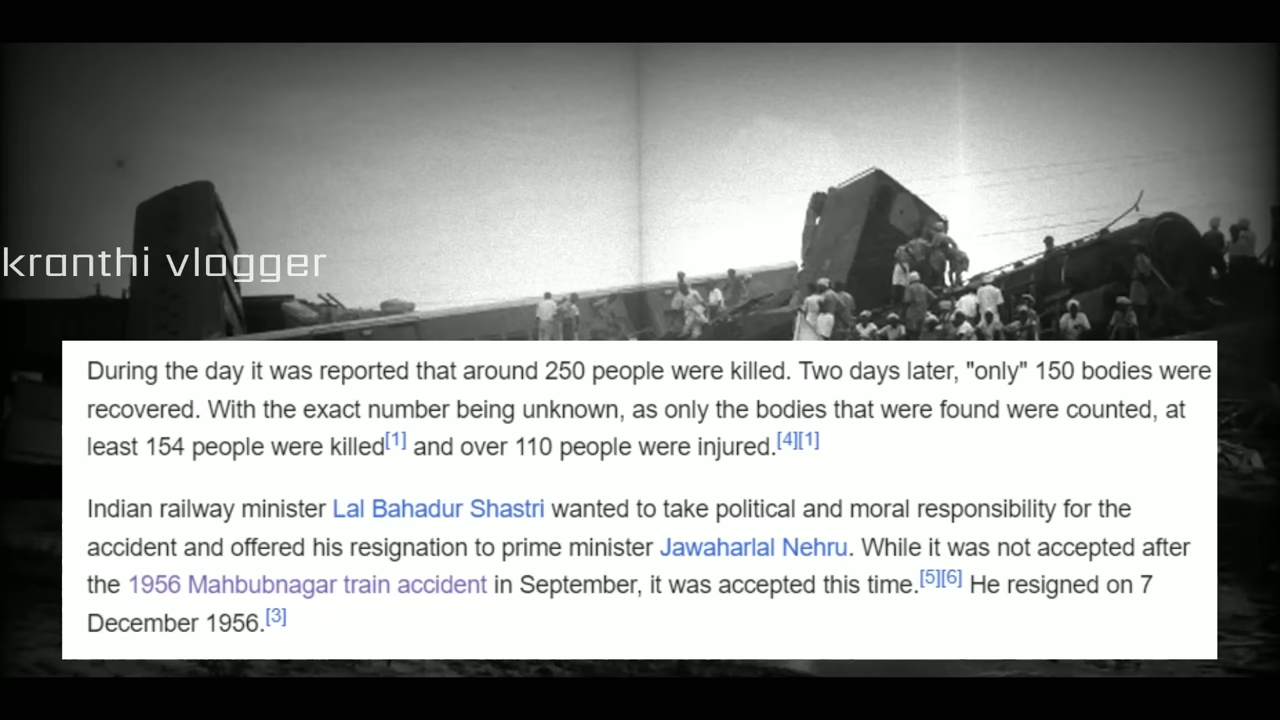 kranthi vlogger
During the day it was reported that around 250 people were killed. Two days later, "only" 150 bodies were
recovered. With the exact number being unknown, as only the bodies that were found were counted, at
least 154 people were killed[1] and over 110 people were injured.[4][1]
Indian railway minister Lal Bahadur Shastri wanted to take political and moral responsibility for the
accident and offered his resignation to prime minister Jawaharlal Nehru. While it was not accepted after
the 1956 Mahbubnagar train accident in September, it was accepted this time.[5][6] He resigned on 7
December 1956.[3]